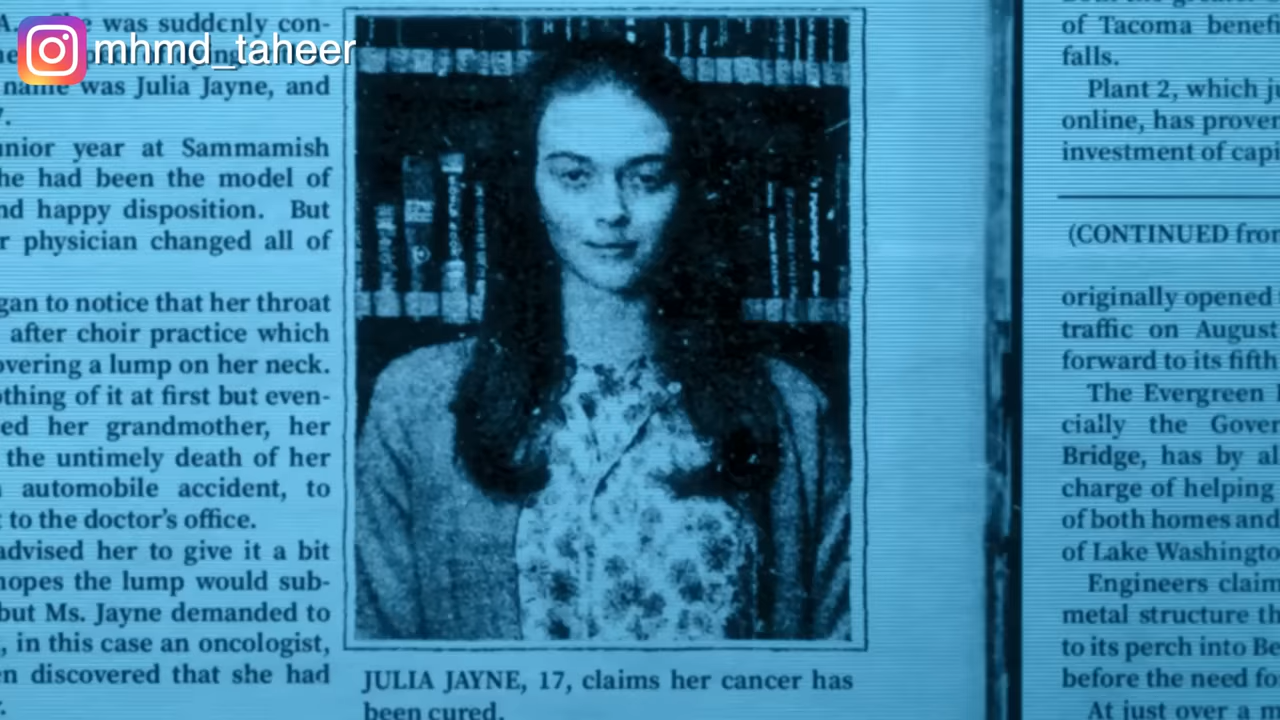 mhmd_taheer
A. She was suddenly con-
name was Julia Jayne, and
7.
unior year at Sammamish
he had been the model of
nd happy disposition. But
r physician changed all of
gan to notice that her throat
after choir practice which
overing a lump on her neck.
othing of it at first but even-
ed her grandmother, her
the untimely death of her
automobile accident, to
t to the doctor's office.
advised her to give it a bit
hopes the lump would sub-
but Ms. Jayne demanded to
, in this case an oncologist,
en discovered that she had
JULIA JAYNE, 17, claims her cancer has
been cured.
of Tacoma benefi
falls.
Plant 2, which ju
online, has proven
investment of capi
(CONTINUED from
originally opened
traffic on August
forward to its fifth
The Evergreen
cially the Gover
Bridge, has by al
charge of helping
of both homes and
of Lake Washingto
Engineers claim
metal structure th
to its perch into Be
before the need fo
At just over a m